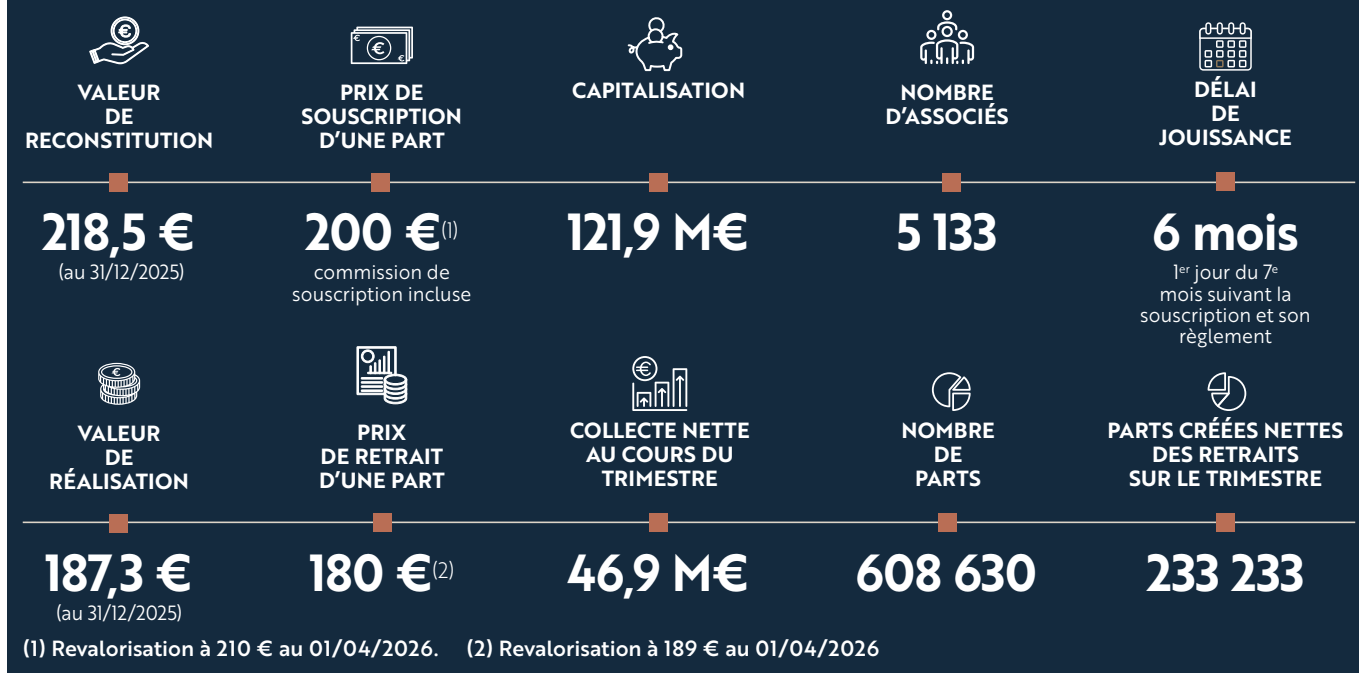 VALEUR
DE
RECONSTITUTION
218,5 €
(au 31/12/2025)
PRIX DE
SOUSCRIPTION
D’UNE PART
200 €(1)
commission de
souscription incluse
CAPITALISATION
121,9 M€
NOMBRE
D’ASSOCIÉS
5 133
DÉLAI
DE
JOUISSANCE
6 mois
1er jour du 7e
mois suivant la
souscription et son
règlement
VALEUR
DE
RÉALISATION
187,3 €
(au 31/12/2025)
PRIX
DE RETRAIT
D’UNE PART
180 €(2)
COLLECTE NETTE
AU COURS DU
TRIMESTRE
46,9 M€
NOMBRE
DE
PARTS
608 630
PARTS CRÉÉES NETTES
DES RETRAITS
SUR LE TRIMESTRE
233 233
(1) Revalorisation à 210 € au 01/04/2026. (2) Revalorisation à 189 € au 01/04/2026